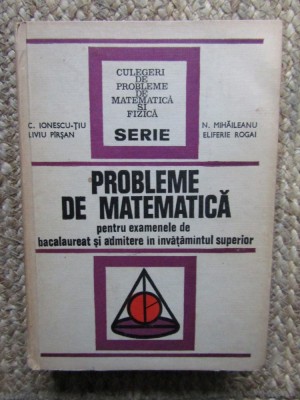 CULEGERI
DE
PROBLEME
DE
MATEMATICĂ
ŞI
FIZICĂ
C. IONESCU-ŢIU
LIVIU PÎRŞAN
SERIE
N. MIHĂILEANU
ELIFERIE ROGAI
PROBLEME
DE MATEMATICĂ
pentru examenele de
bacalaureat şi admitere în învăţămîntul superior